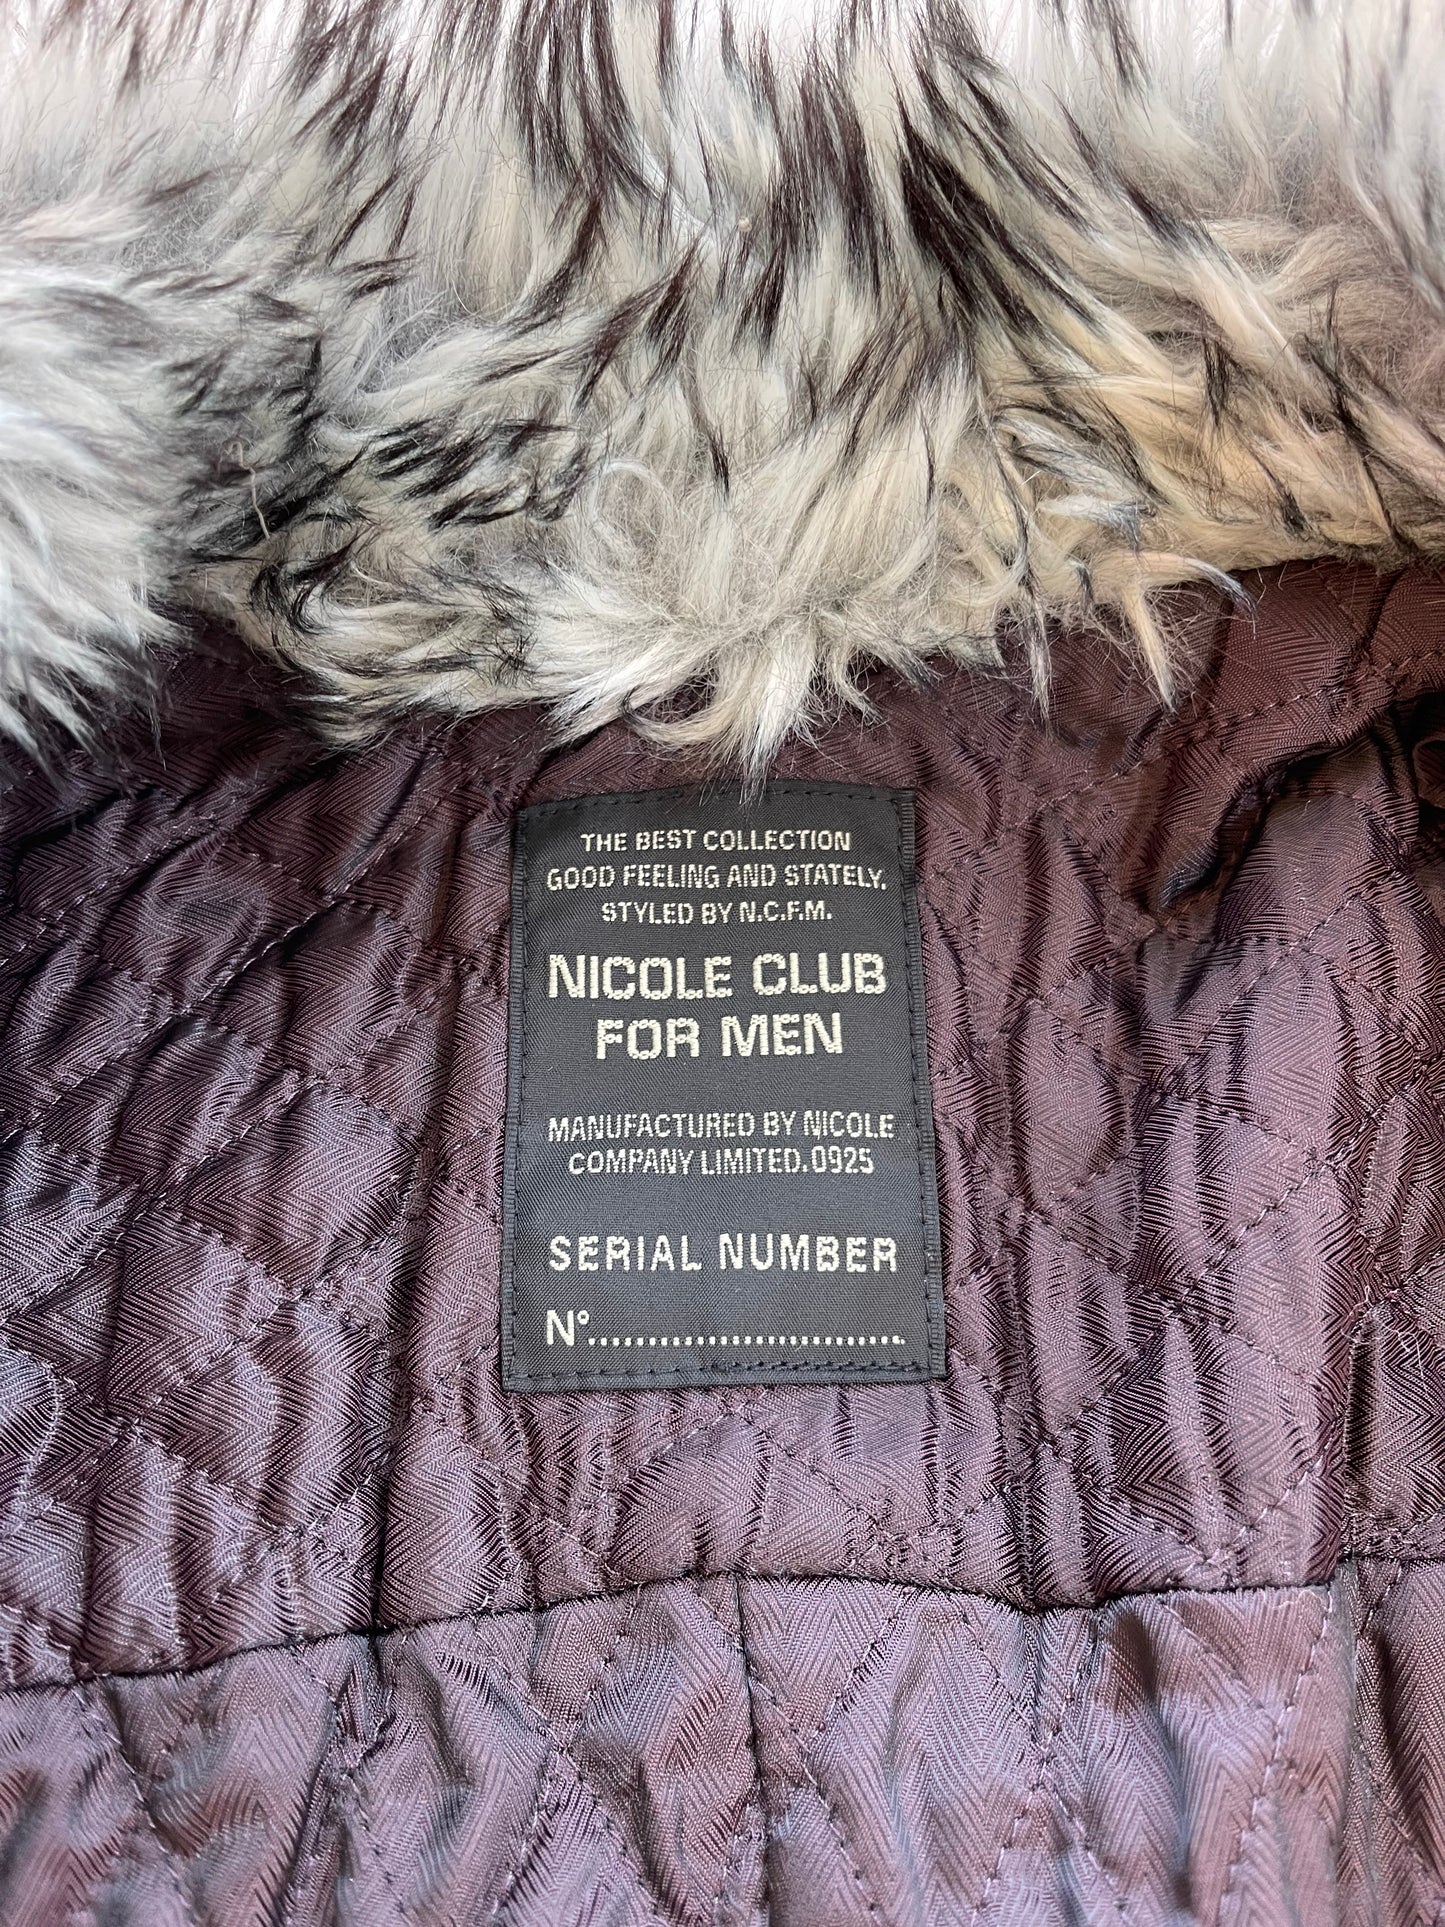 THE BEST COLLECTION
GOOD FEELING AND STATELY.
STYLED BY N.C.F.M.
NICOLE CLUB
FOR MEN
MANUFACTURED BY NICOLE
COMPANY LIMITED.0925
SERIAL NUMBER
N°..........................